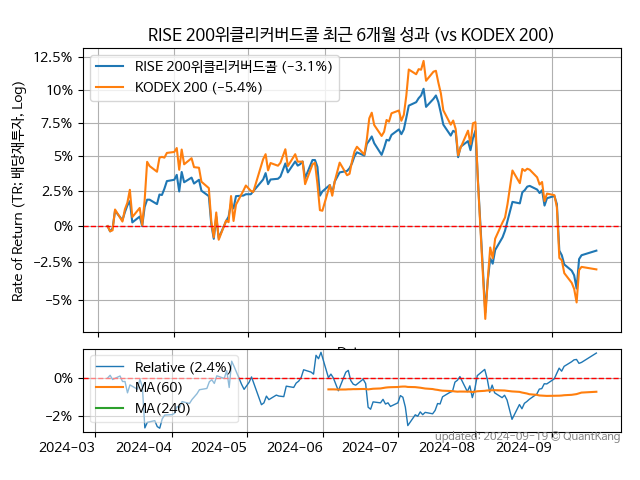 RISE 200위클리커버드콜 최근 6개월 성과 (vs KODEX 200)
Rate of Return (TR: 배당재투자, Log)
12.5%
10%
7.5%
5%
2.5%
0%
−2.5%
−5%
RISE 200위클리커버드콜 (−3.1%)
KODEX 200 (−5.4%)
0%
−2%
Relative (2.4%)
MA(60)
MA(240)
2024-03
2024-04
2024-05
2024-06
2024-07
2024-08
2024-09
updated: 2024-09-19 © QuantKang